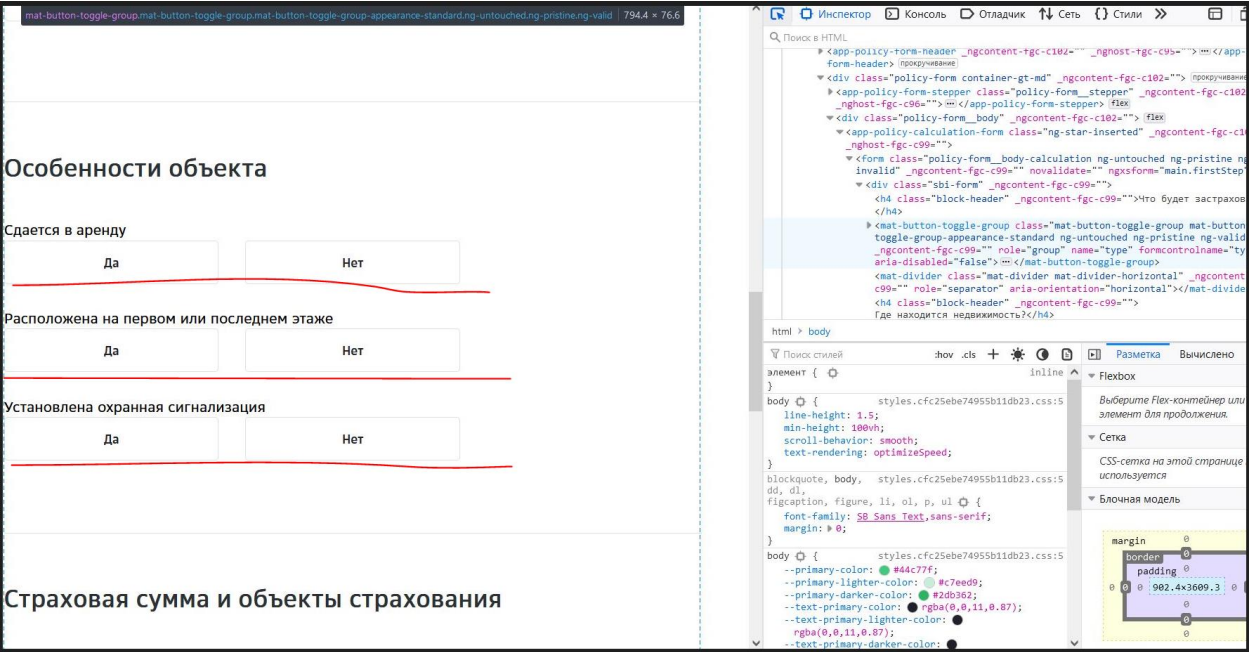 mat-button-toggle-group.mat-button-toggle-group.mat-button-toggle-group-appearance-standard.ng-untouched.ng-pristine.ng-valid | 794.4 × 76.6
Особенности объекта
Сдается в аренду
Да Нет
Расположена на первом или последнем этаже
Да Нет
Установлена охранная сигнализация
Да Нет
Страховая сумма и объекты страхования
Инспектор Консоль Отладчик Сеть Стили
Поиск в HTML
<app-policy-form-header _ngcontent-fgc-c102="" _nghost-fgc-c95=""> </app-
form-header> прокручивание
<div class="policy-form container-gt-md" _ngcontent-fgc-c102=""> прокручивание
<app-policy-form-stepper class="policy-form__stepper" _ngcontent-fgc-c102
_nghost-fgc-c96=""> </app-policy-form-stepper> flex
<div class="policy-form__body" _ngcontent-fgc-c102=""> flex
<app-policy-calculation-form class="ng-star-inserted" _ngcontent-fgc-c10
_nghost-fgc-c99="">
<form class="policy-form__body-calculation ng-untouched ng-pristine ng
invalid" _ngcontent-fgc-c99="" novalidate="" ngxsform="main.firstStep"
<div class="sbi-form" _ngcontent-fgc-c99="">
<h4 class="block-header" _ngcontent-fgc-c99="">Что будет застрахов
</h4>
<mat-button-toggle-group class="mat-button-toggle-group mat-button
toggle-group-appearance-standard ng-untouched ng-pristine ng-valid
_ngcontent-fgc-c99="" role="group" name="type" formcontrolname="ty
aria-disabled="false"> </mat-button-toggle-group>
<mat-divider class="mat-divider mat-divider-horizontal" _ngcontent
c99="" role="separator" aria-orientation="horizontal"></mat-divide
<h4 class="block-header" _ngcontent-fgc-c99="">
Где находится недвижимость?</h4>
html > body
Поиск стилей :hov .cls +
элемент { inline
}
body { styles.cfc25ebe74955b11db23.css:5
line-height: 1.5;
min-height: 100vh;
scroll-behavior: smooth;
text-rendering: optimizeSpeed;
}
blockquote, body, styles.cfc25ebe74955b11db23.css:5
dd, dl,
figcaption, figure, li, ol, p, ul {
font-family: SB Sans Text,sans-serif;
margin: 0;
}
body { styles.cfc25ebe74955b11db23.css:5
--primary-color: #44c77f;
--primary-lighter-color: #c7eed9;
--primary-darker-color: #2db362;
--text-primary-color: rgba(0,0,11,0.87);
--text-primary-lighter-color:
rgba(0,0,11,0.87);
--text-primary-darker-color:
Разметка Вычислено
Flexbox
Выберите Flex-контейнер или
элемент для продолжения.
Сетка
CSS-сетка на этой странице
используется
Блочная модель
margin 0
border 0
padding 0
0 0 0 902.4×3609.3 0
0
0
0